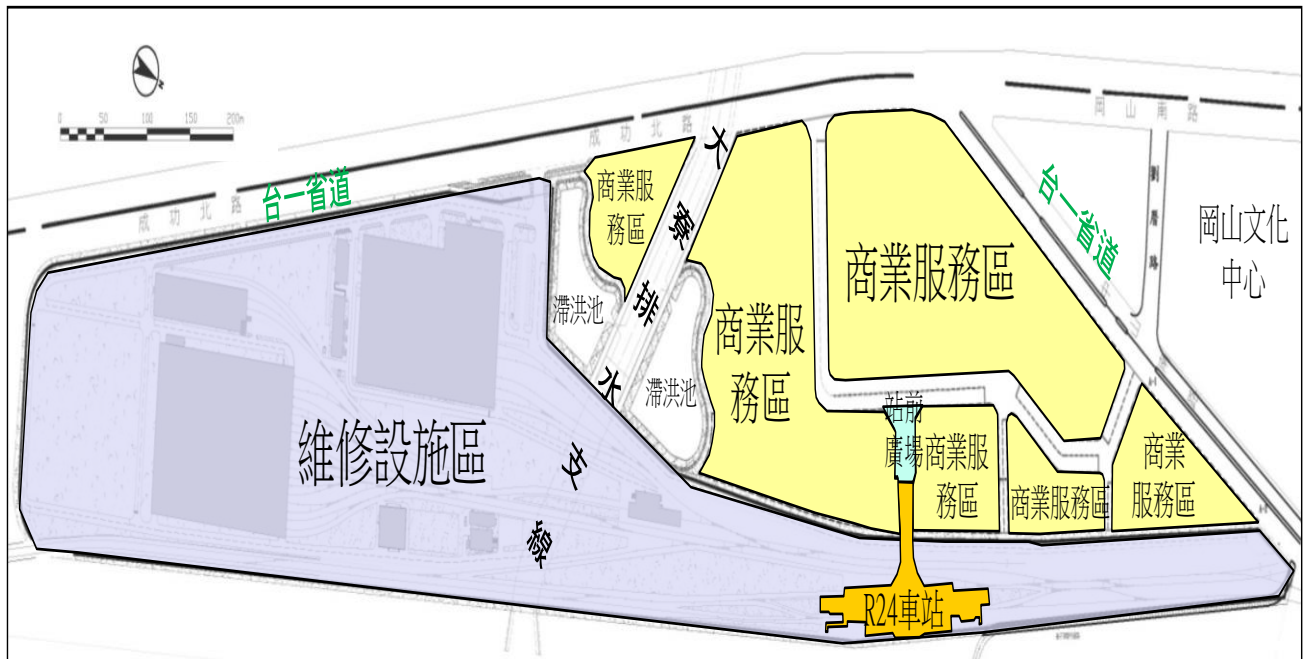 N
0 50 100 150 200m
成功北路
台一省道
成功北路
岡山南路
商業服
務區
滯洪池
大寮排水支線
滯洪池
商業服
務區
商業服務區
台一省道
岡山文化
中心
維修設施區
站前
廣場
商業服
務區
商業服務區
商業
服務區
R24車站